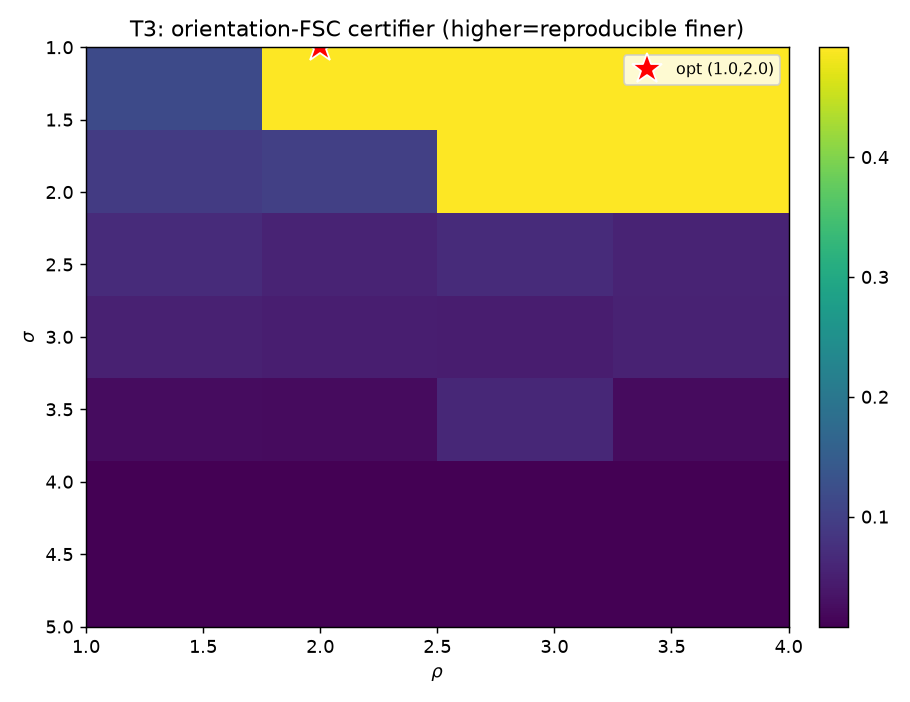 T3: orientation-FSC certifier (higher=reproducible finer)
opt (1.0,2.0)
1.0
1.5
2.0
2.5
3.0
3.5
4.0
4.5
5.0
σ
1.0 1.5 2.0 2.5 3.0 3.5 4.0
ρ
0.4
0.3
0.2
0.1